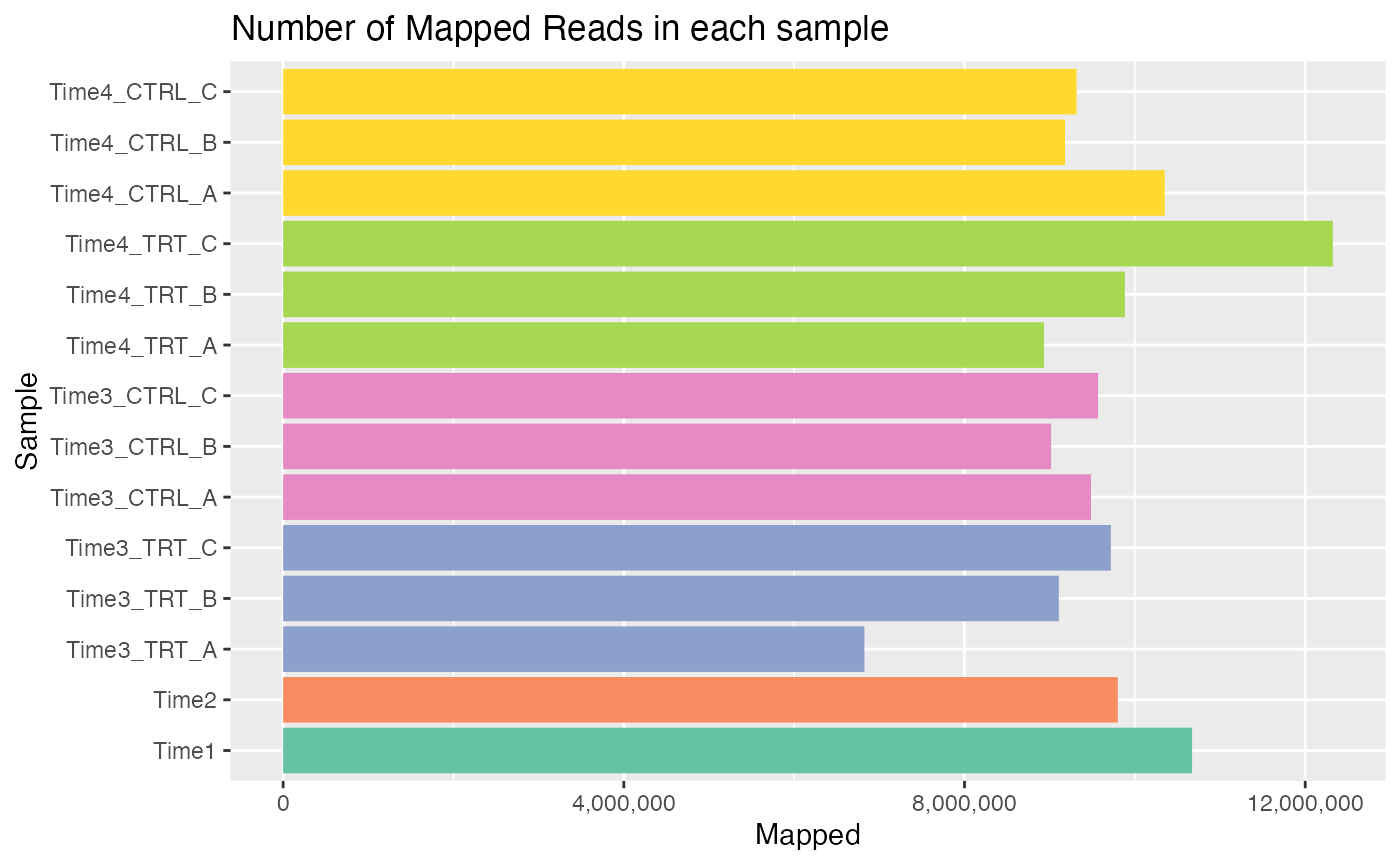 Number of Mapped Reads in each sample
Sample
Time4_CTRL_C
Time4_CTRL_B
Time4_CTRL_A
Time4_TRT_C
Time4_TRT_B
Time4_TRT_A
Time3_CTRL_C
Time3_CTRL_B
Time3_CTRL_A
Time3_TRT_C
Time3_TRT_B
Time3_TRT_A
Time2
Time1
0 4,000,000 8,000,000 12,000,000
Mapped